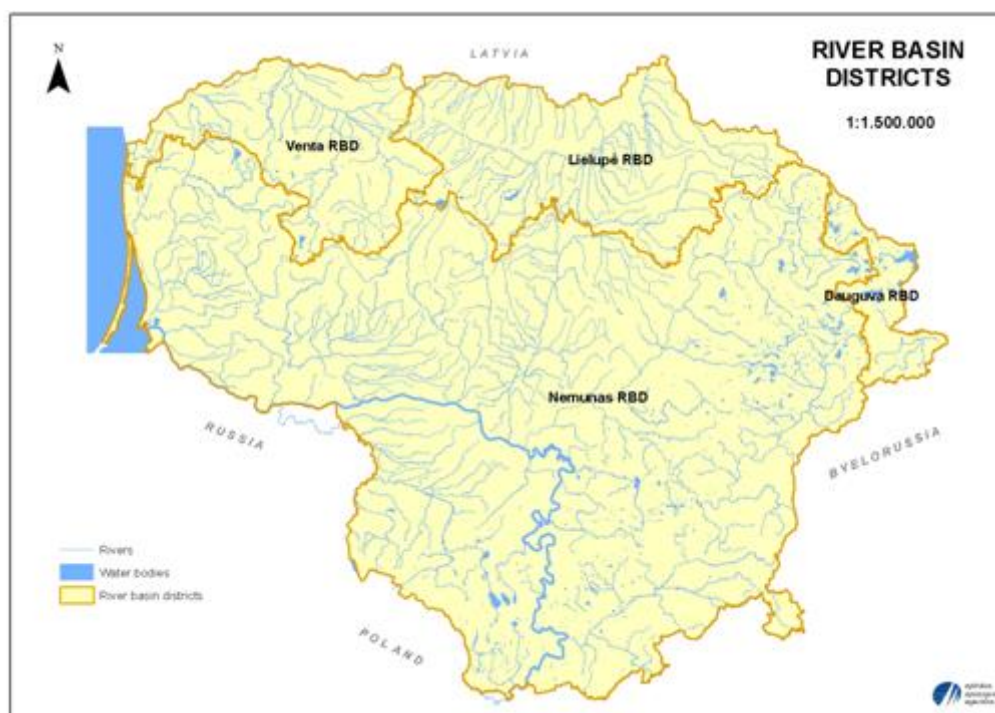 N
LATVIA
RIVER BASIN
DISTRICTS
1:1.500.000
Venta RBD
Lielupé RBD
Dauguva RBD
Nemunas RBD
RUSSIA
BYELORUSSIA
Rivers
Water bodies
River basin districts
POLAND